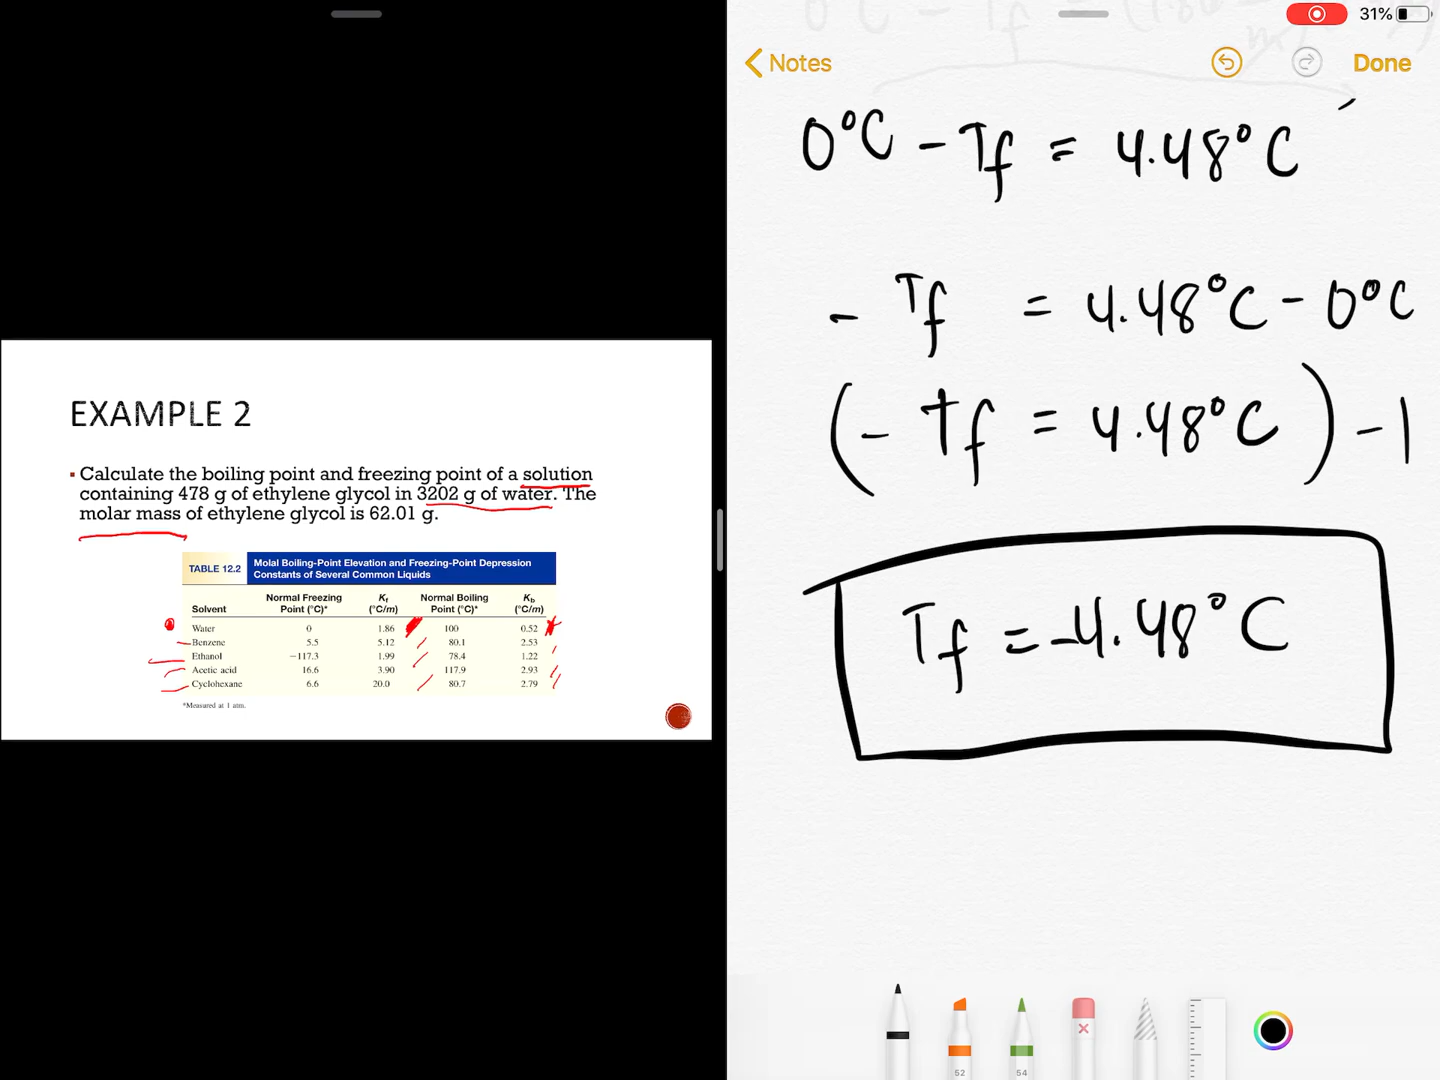 31%
Notes
Done
0°C - Tf = 4.48°C
- Tf = 4.48°C - 0°C
(- Tf = 4.48°C) - 1
Tf = -4.48°C
EXAMPLE 2
▪ Calculate the boiling point and freezing point of a solution
containing 478 g of ethylene glycol in 3202 g of water. The
molar mass of ethylene glycol is 62.01 g.
TABLE 12.2 Molal Boiling-Point Elevation and Freezing-Point Depression
Constants of Several Common Liquids
Normal Freezing Kf Normal Boiling Kb
Solvent Point (°C)* (°C/m) Point (°C)* (°C/m)
Water 0 1.86 100 0.52
Benzene 5.5 5.12 80.1 2.53
Ethanol −117.3 1.99 78.4 1.22
Acetic acid 16.6 3.90 117.9 2.93
Cyclohexane 6.6 20.0 80.7 2.79
*Measured at 1 atm.
52
54